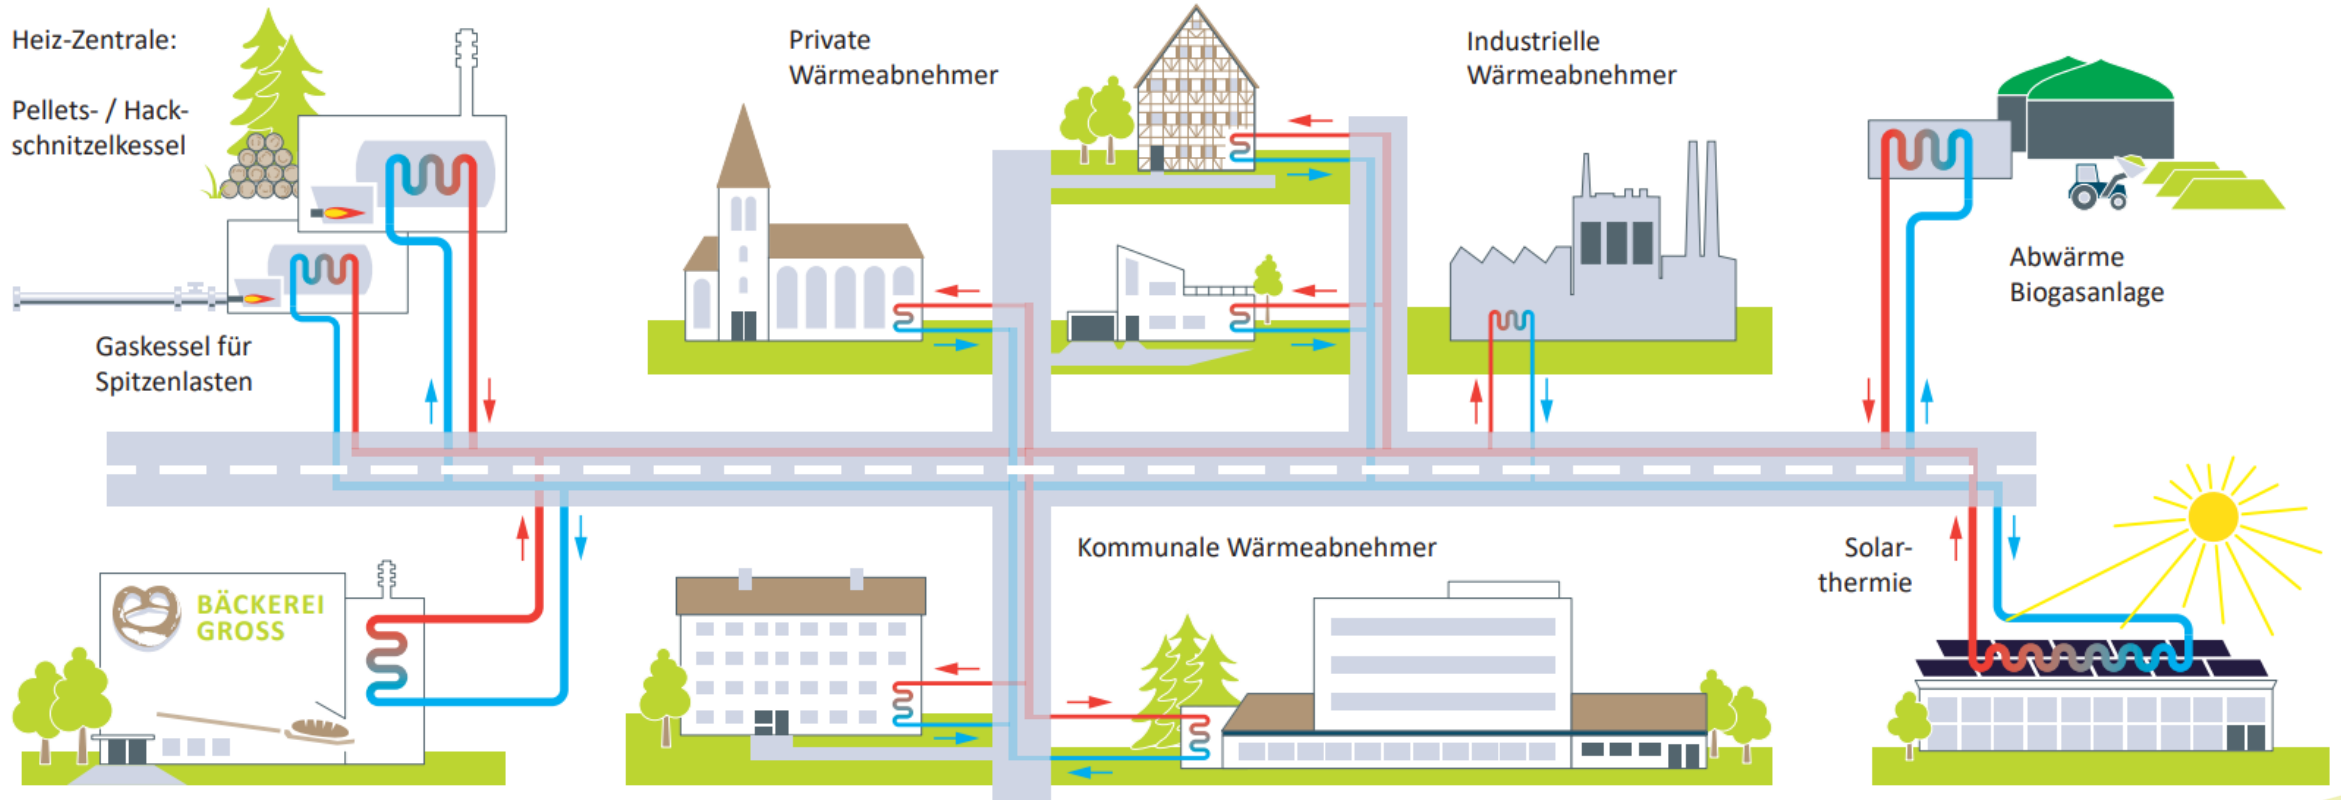 Heiz-Zentrale:
Pellets- / Hack-
schnitzelkessel
Gaskessel für
Spitzenlasten
Private
Wärmeabnehmer
Industrielle
Wärmeabnehmer
Abwärme
Biogasanlage
BÄCKEREI
GROSS
Kommunale Wärmeabnehmer
Solar-
thermie